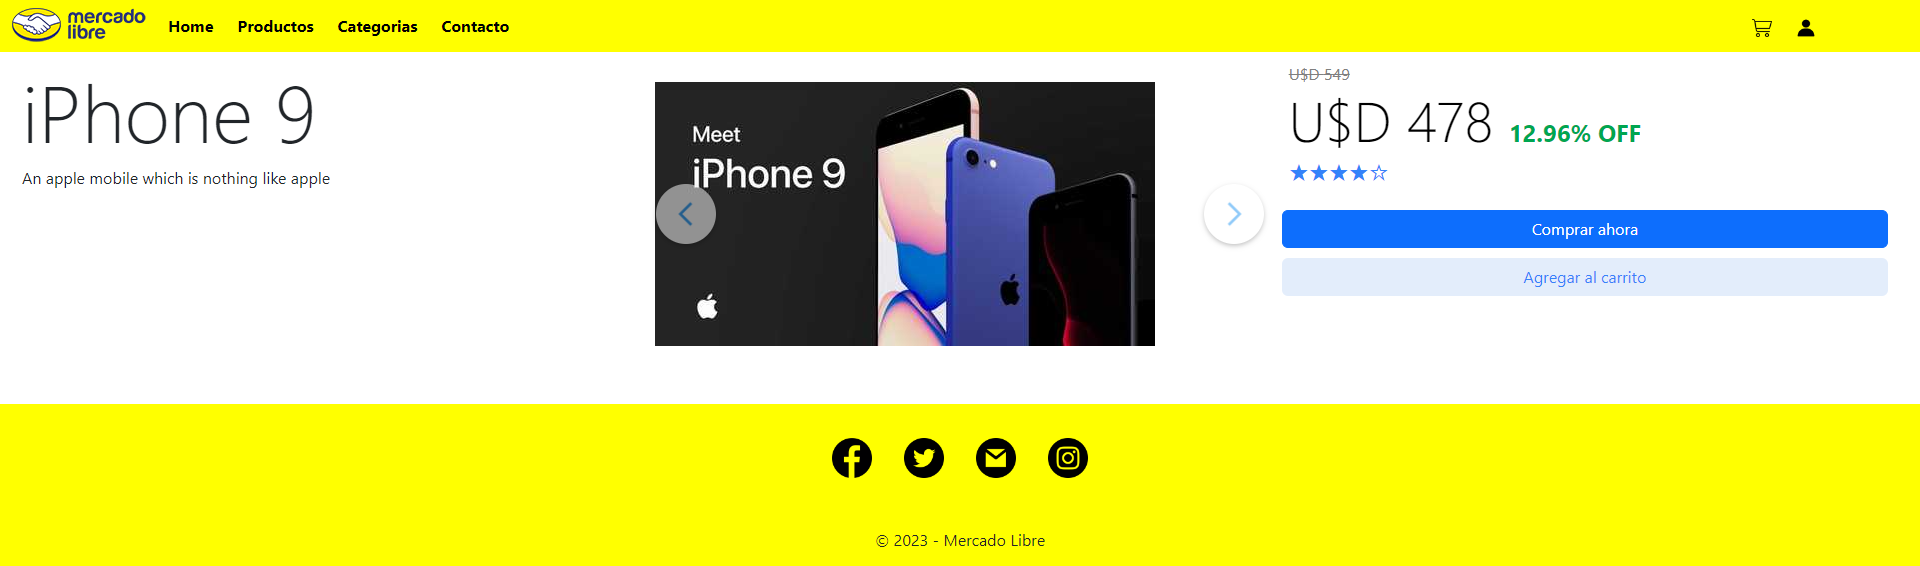 mercado
libre
Home Productos Categorias Contacto
iPhone 9
An apple mobile which is nothing like apple
Meet
iPhone 9
U$D 549
U$D 478 12.96% OFF
Comprar ahora
Agregar al carrito
© 2023 - Mercado Libre